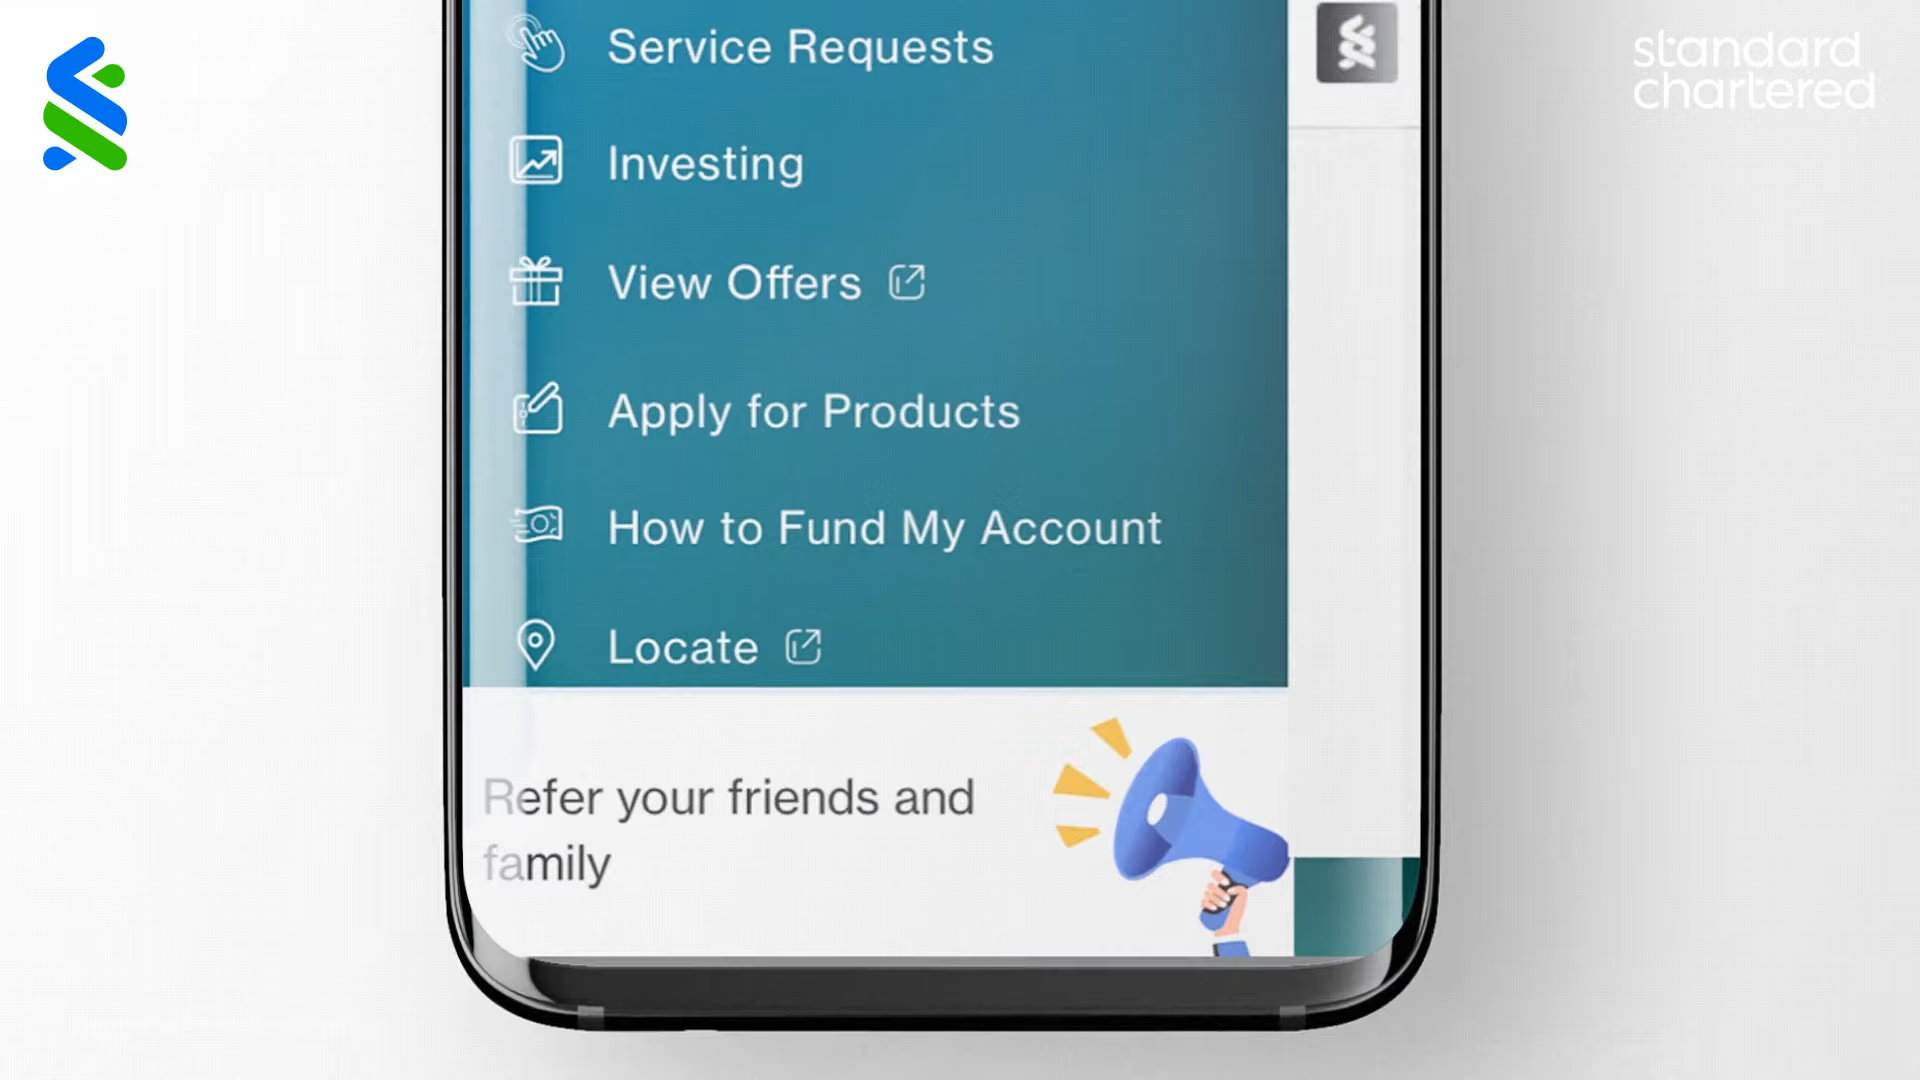 Service Requests
standard
chartered
Investing
View Offers
Apply for Products
How to Fund My Account
Locate
Refer your friends and
family